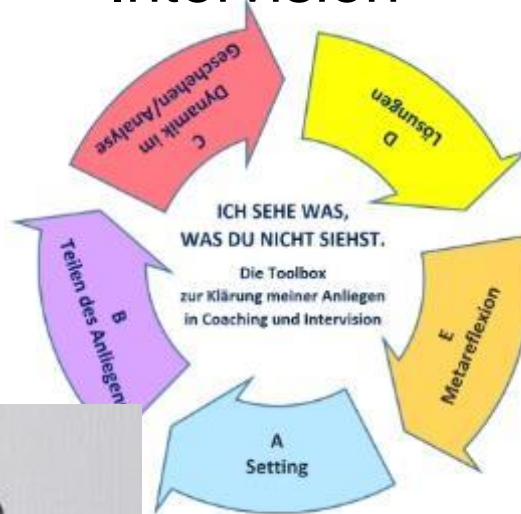 Intervision
C
Dynamik im
Geschehen/Analyse
D
Lösungen
ICH SEHE WAS,
WAS DU NICHT SIEHST.
Die Toolbox
zur Klärung meiner Anliegen
in Coaching und Intervision
B
Teilen des Anliegen
E
Metareflexion
A
Setting